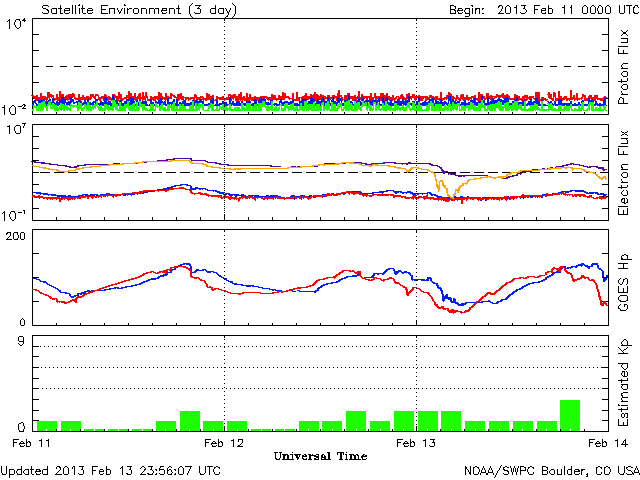 Satellite Environment (3 day) Begin: 2013 Feb 11 0000 UTC
10⁴
10⁻²
Proton Flux
10⁷
10⁻¹
Electron Flux
200
0
GOES Hp
9
0
Estimated Kp
Feb 11 Feb 12 Feb 13 Feb 14
Universal Time
Updated 2013 Feb 13 23:56:07 UTC NOAA/SWPC Boulder, CO USA